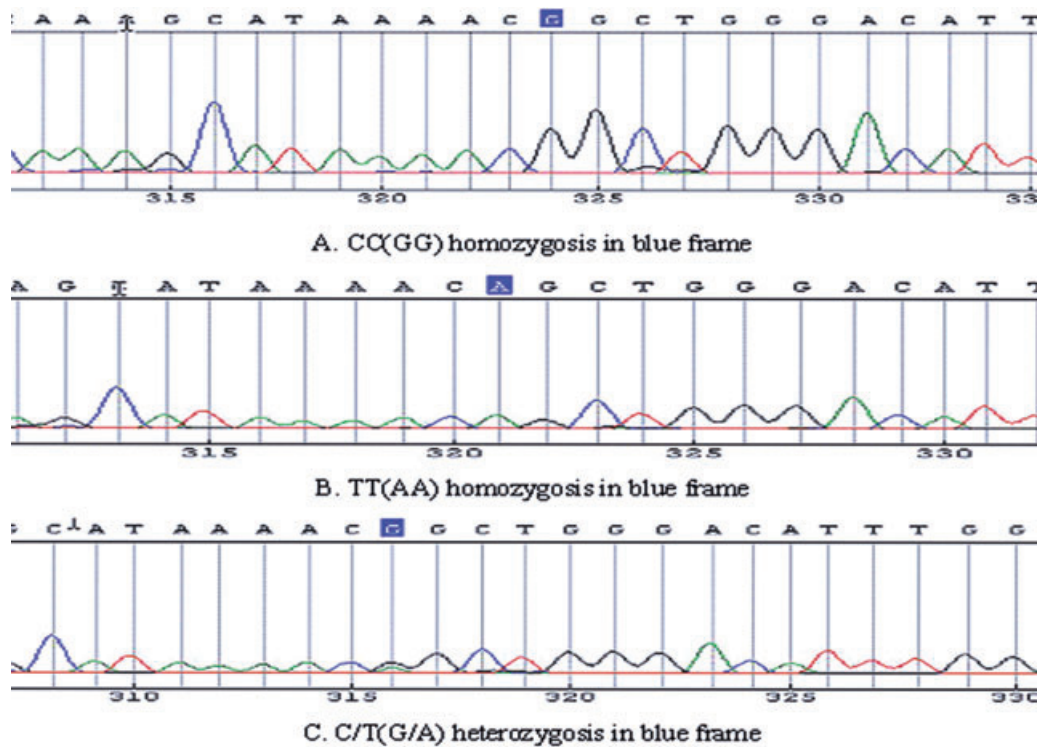 A A G C A T A A A A C G G C T G G G A C A T T
315 320 325 330 33
A. CC(GG) homozygosis in blue frame
A G A T A A A A C A G C T G G G A C A T T
315 320 325 330
B. TT(AA) homozygosis in blue frame
C A T A A A A C G G C T G G G A C A T T T G G
310 315 320 325 330
C. C/T(G/A) heterozygosis in blue frame